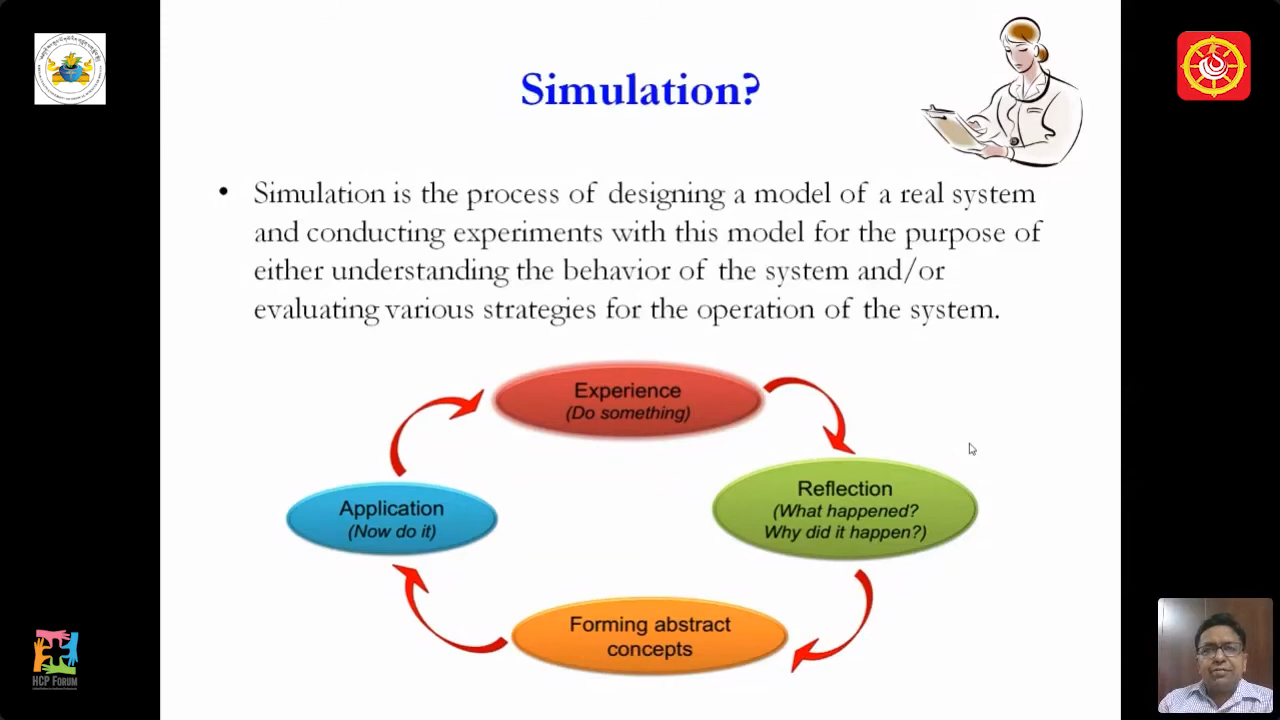 Simulation?
• Simulation is the process of designing a model of a real system
and conducting experiments with this model for the purpose of
either understanding the behavior of the system and/or
evaluating various strategies for the operation of the system.
Experience
(Do something)
Reflection
(What happened?
Why did it happen?)
Application
(Now do it)
Forming abstract
concepts
HCP FORUM